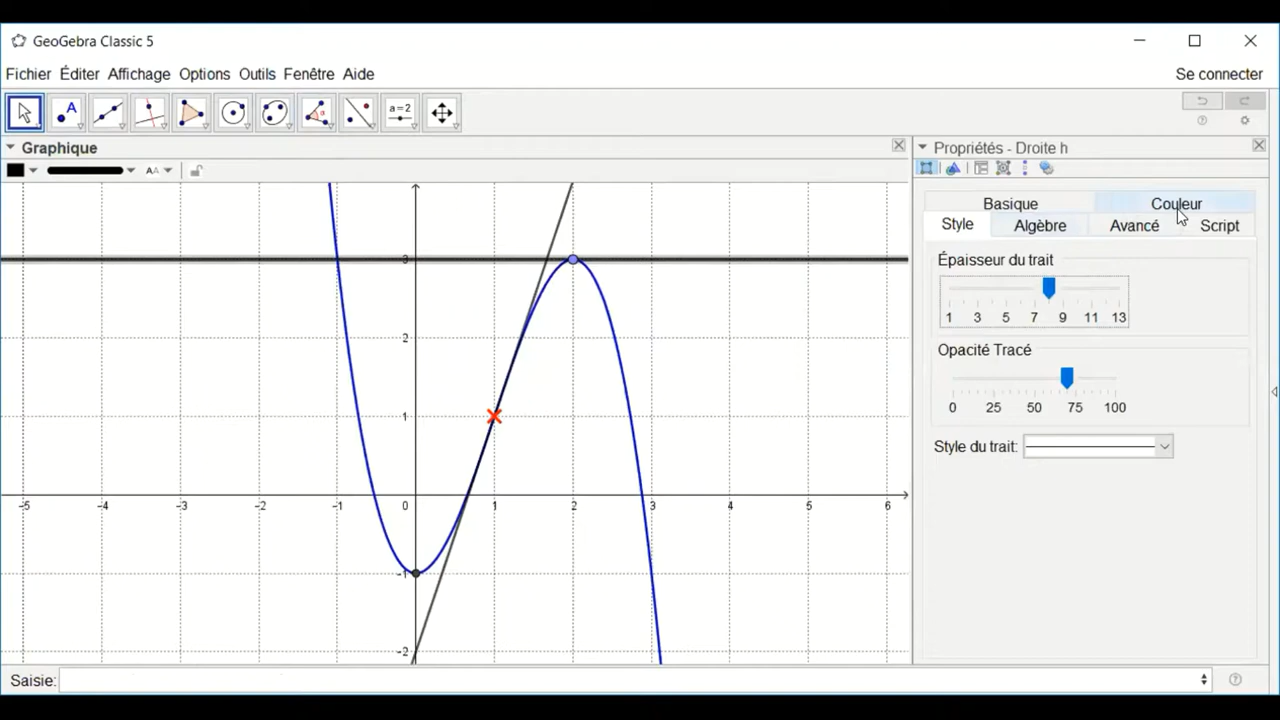 GeoGebra Classic 5
Fichier Éditer Affichage Options Outils Fenêtre Aide Se connecter
A a=2
Graphique
Propriétés - Droite h
AA
Basique Couleur
Style Algèbre Avancé Script
Épaisseur du trait
1 3 5 7 9 11 13
Opacité Tracé
0 25 50 75 100
Style du trait:
3
2
1
-5 -4 -3 -2 -1 0 1 2 3 4 5 6
-1
-2
Saisie: